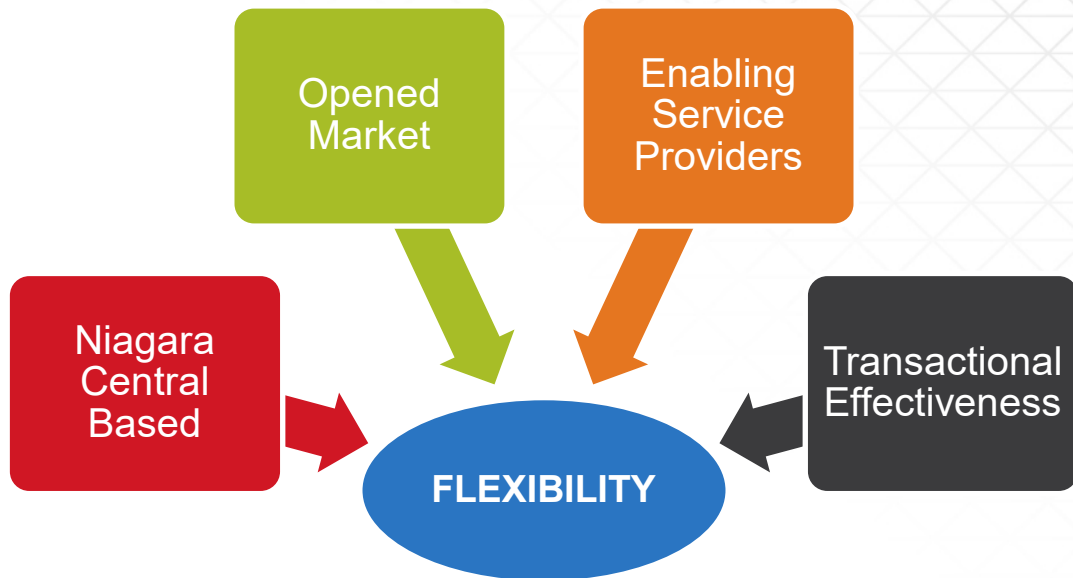 Opened
Market
Enabling
Service
Providers
Niagara
Central
Based
Transactional
Effectiveness
FLEXIBILITY